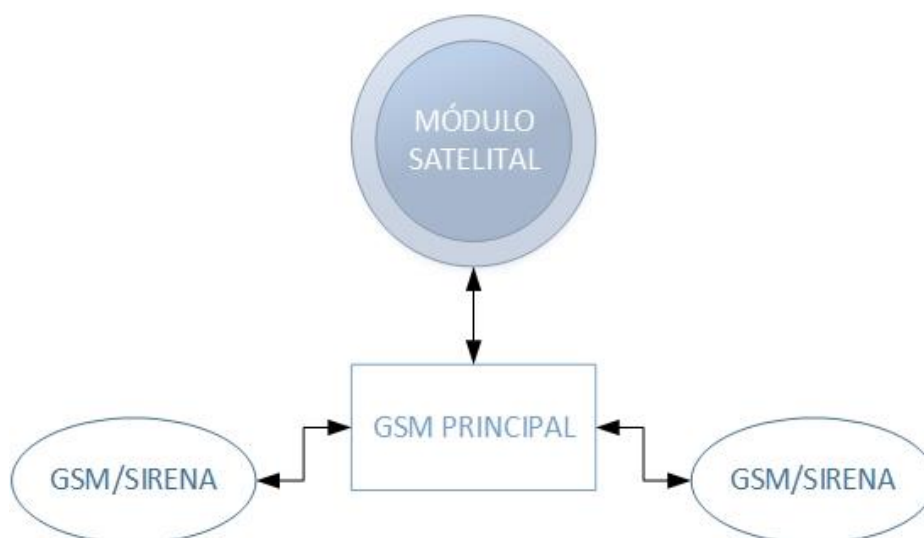 MÓDULO
SATELITAL
GSM PRINCIPAL
GSM/SIRENA
GSM/SIRENA